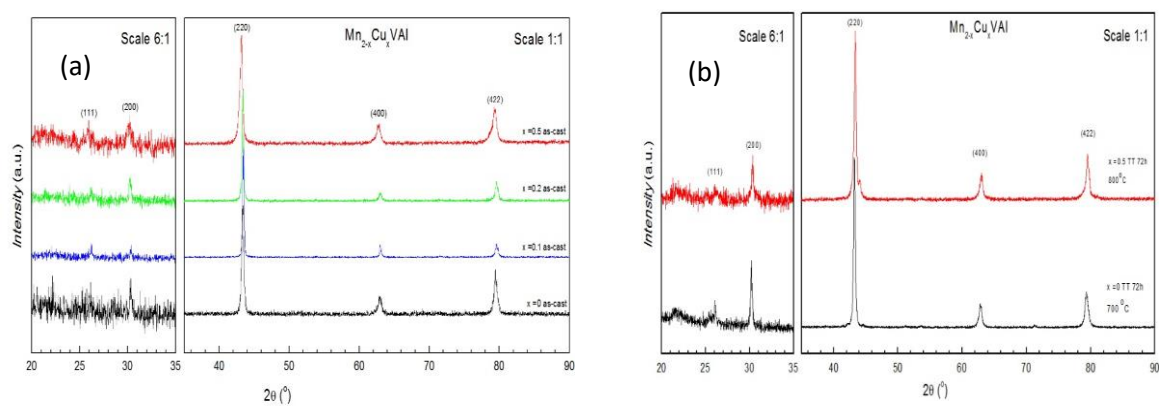 Scale 6:1
Mn2-xCuxVAl
Scale 1:1
(a)
(111)
(200)
(220)
(400)
(422)
x =0.5 as-cast
x =0.2 as-cast
x =0.1 as-cast
x =0 as-cast
Intensity (a.u.)
20 25 30 35 40 50 60 70 80 90
2θ (°)
Scale 6:1
Mn2-xCuxVAl
Scale 1:1
(b)
(111)
(200)
(220)
(400)
(422)
x =0.5 TT 72h
600°C
x =0 TT 72h
700 °C
Intensity (a.u.)
20 25 30 35 40 50 60 70 80 90
2θ (°)